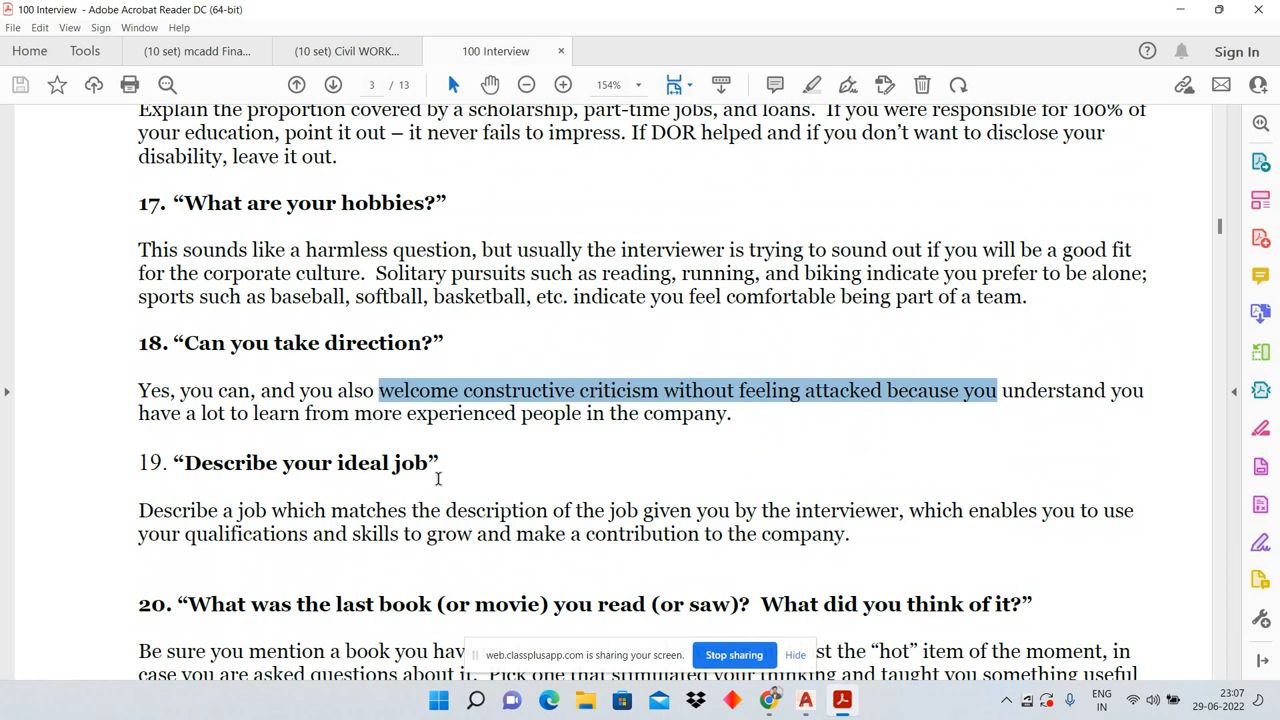 100 Interview - Adobe Acrobat Reader DC (64-bit)
File Edit View Sign Window Help
Home Tools (10 set) mcadd Fina... (10 set) Civil WORK... 100 Interview × Sign In
3 / 13 154%
Explain the proportion covered by a scholarship, part-time jobs, and loans. If you were responsible for 100% of
your education, point it out – it never fails to impress. If DOR helped and if you don't want to disclose your
disability, leave it out.
17. “What are your hobbies?”
This sounds like a harmless question, but usually the interviewer is trying to sound out if you will be a good fit
for the corporate culture. Solitary pursuits such as reading, running, and biking indicate you prefer to be alone;
sports such as baseball, softball, basketball, etc. indicate you feel comfortable being part of a team.
18. “Can you take direction?”
Yes, you can, and you also welcome constructive criticism without feeling attacked because you understand you
have a lot to learn from more experienced people in the company.
19. “Describe your ideal job”
Describe a job which matches the description of the job given you by the interviewer, which enables you to use
your qualifications and skills to grow and make a contribution to the company.
20. “What was the last book (or movie) you read (or saw)? What did you think of it?”
Be sure you mention a book you hav
st the “hot” item of the moment, in
web.classplusapp.com is sharing your screen. Stop sharing Hide
case you are asked questions about it. Pick one that stimulated your thinking and taught you something useful
ENG
IN
23:07
29-06-2022